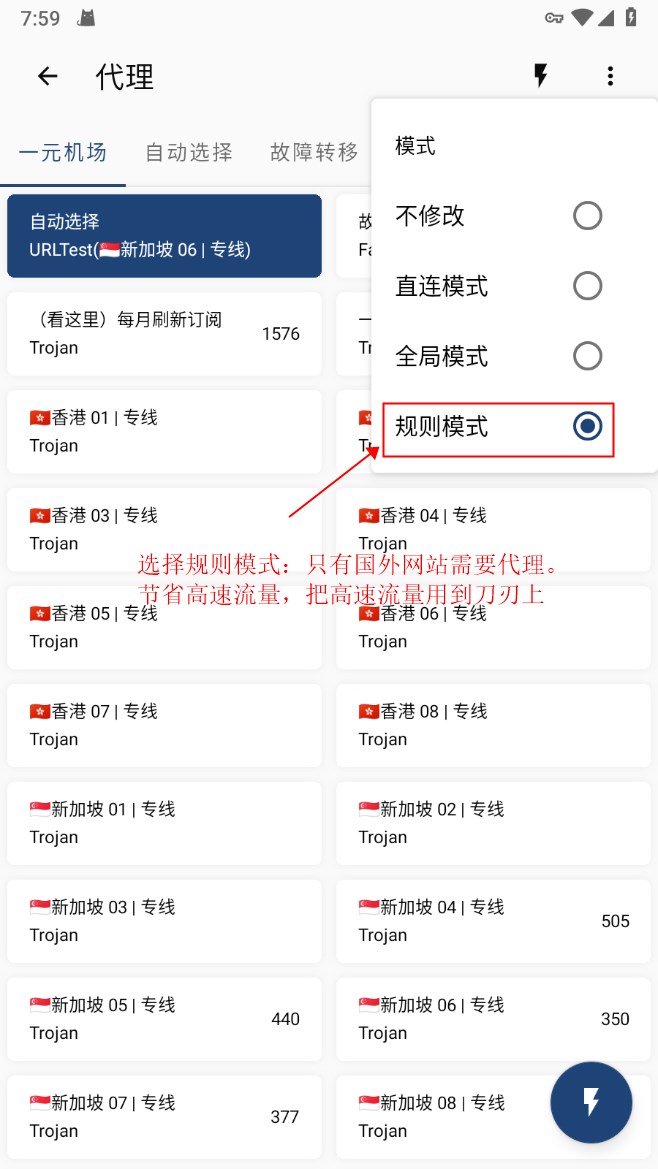 7:59
代理
模式
一元机场 自动选择 故障转移
不修改
自动选择
URLTest(🇸🇬新加坡 06 | 专线)
故
Fa
直连模式
（看这里）每月刷新订阅
Trojan
1576
一
Tr
全局模式
🇭🇰香港 01 | 专线
Trojan
规则模式
🇭🇰香港 03 | 专线
Trojan
🇭🇰香港 04 | 专线
Trojan
选择规则模式：只有国外网站需要代理。
节省高速流量，把高速流量用到刀刃上
🇭🇰香港 05 | 专线
Trojan
🇭🇰香港 06 | 专线
Trojan
🇭🇰香港 07 | 专线
Trojan
🇭🇰香港 08 | 专线
Trojan
🇸🇬新加坡 01 | 专线
Trojan
🇸🇬新加坡 02 | 专线
Trojan
🇸🇬新加坡 03 | 专线
Trojan
🇸🇬新加坡 04 | 专线
Trojan
505
🇸🇬新加坡 05 | 专线
Trojan
440
🇸🇬新加坡 06 | 专线
Trojan
350
🇸🇬新加坡 07 | 专线
Trojan
377
🇸🇬新加坡 08 | 专线
Trojan